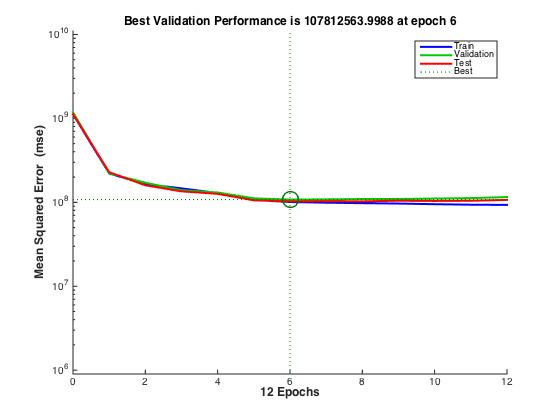 Best Validation Performance is 107812563.9988 at epoch 6
10^10
Train
Validation
Test
Best
10^9
10^8
10^7
10^6
Mean Squared Error (mse)
0 2 4 6 8 10 12
12 Epochs